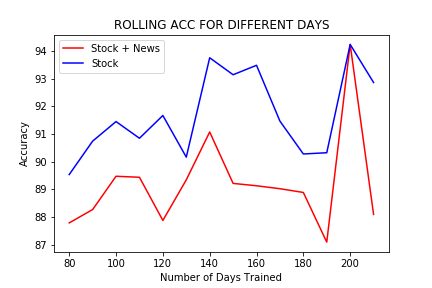 ROLLING ACC FOR DIFFERENT DAYS
Stock + News
Stock
94
93
92
91
90
89
88
87
Accuracy
80 100 120 140 160 180 200
Number of Days Trained